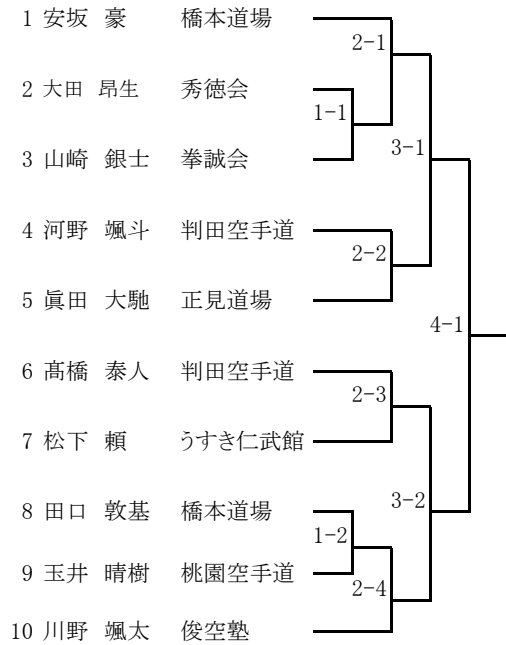 1 安坂 豪 橋本道場
2-1
2 大田 昂生 秀徳会
1-1
3 山崎 銀士 拳誠会
3-1
4 河野 颯斗 判田空手道
2-2
5 眞田 大馳 正見道場
4-1
6 髙橋 泰人 判田空手道
2-3
7 松下 頼 うすき仁武館
3-2
8 田口 敦基 橋本道場
1-2
9 玉井 晴樹 桃園空手道
2-4
10 川野 颯太 俊空塾